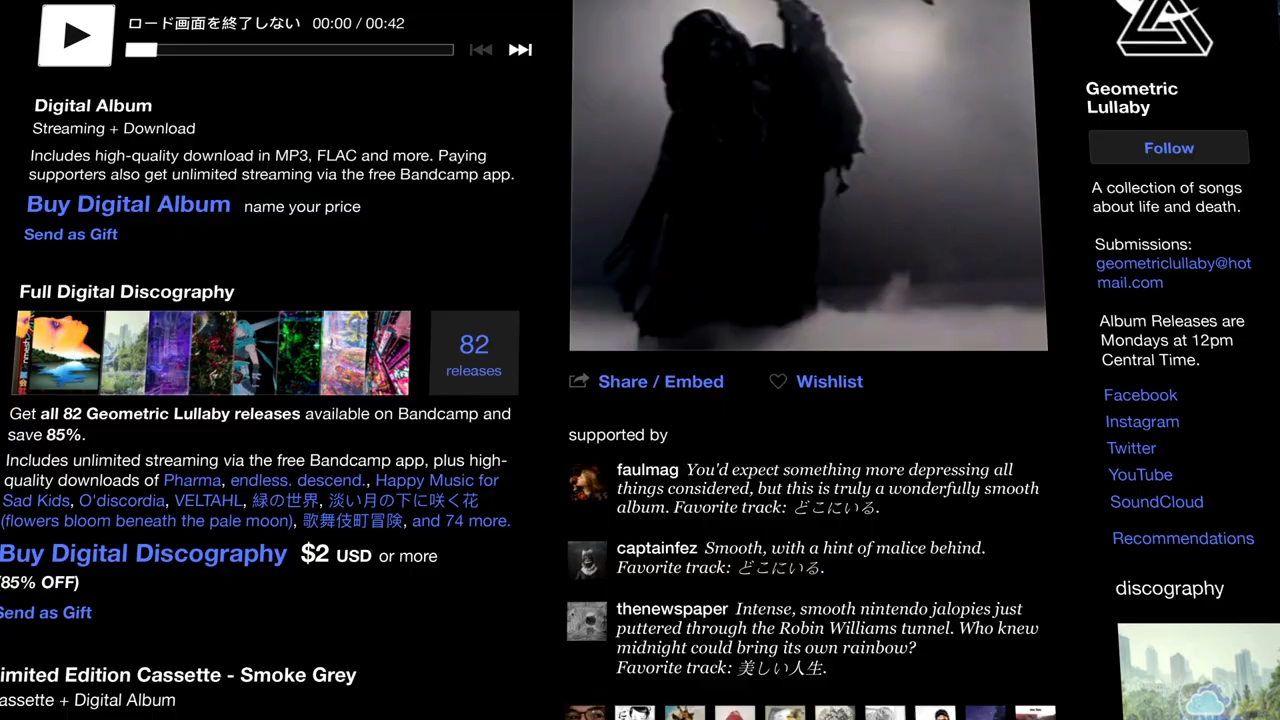 ロード画面を終了しない 00:00 / 00:42
Digital Album
Streaming + Download
Includes high-quality download in MP3, FLAC and more. Paying
supporters also get unlimited streaming via the free Bandcamp app.
Buy Digital Album name your price
Send as Gift
Full Digital Discography
82
releases
Get all 82 Geometric Lullaby releases available on Bandcamp and
save 85%.
Includes unlimited streaming via the free Bandcamp app, plus high-
quality downloads of Pharma, endless. descend., Happy Music for
Sad Kids, O'discordia, VELTAHL, 緑の世界, 淡い月の下に咲く花
(flowers bloom beneath the pale moon), 歌舞伎町冒険, and 74 more.
Buy Digital Discography $2 USD or more
85% OFF)
end as Gift
imited Edition Cassette - Smoke Grey
assette + Digital Album
Share / Embed
Wishlist
supported by
faulmag You'd expect something more depressing all
things considered, but this is truly a wonderfully smooth
album. Favorite track: どこにいる.
captainfez Smooth, with a hint of malice behind.
Favorite track: どこにいる.
thenewspaper Intense, smooth nintendo jalopies just
puttered through the Robin Williams tunnel. Who knew
midnight could bring its own rainbow?
Favorite track: 美しい人生.
Geometric
Lullaby
Follow
A collection of songs
about life and death.
Submissions:
geometriclullaby@hot
mail.com
Album Releases are
Mondays at 12pm
Central Time.
Facebook
Instagram
Twitter
YouTube
SoundCloud
Recommendations
discography